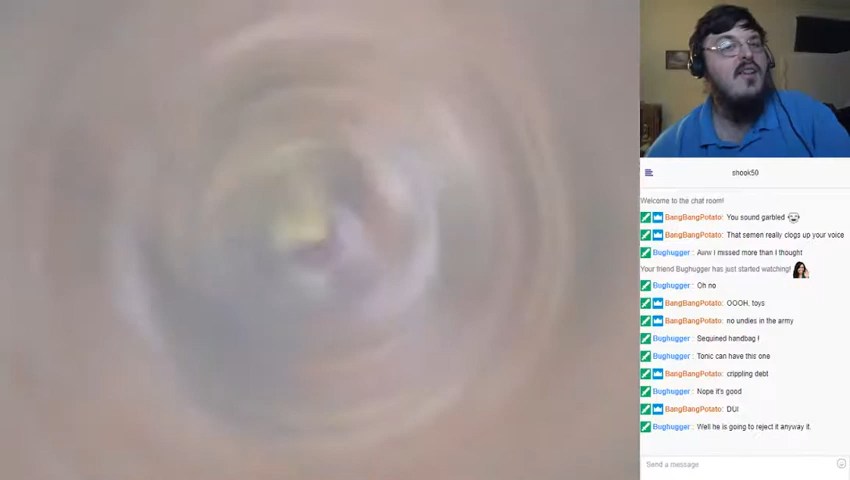 shook50
Welcome to the chat room!
BangBangPotato: You sound garbled
BangBangPotato: That semen really clogs up your voice
Bughugger: Aww I missed more than I thought
Your friend Bughugger has just started watching!
Bughugger: Oh no
BangBangPotato: OOOH, toys
BangBangPotato: no undies in the army
Bughugger: Sequined handbag !
Bughugger: Tonic can have this one
BangBangPotato: crippling debt
Bughugger: Nope it's good
BangBangPotato: DUI
Bughugger: Well he is going to reject it anyway it.
Send a message